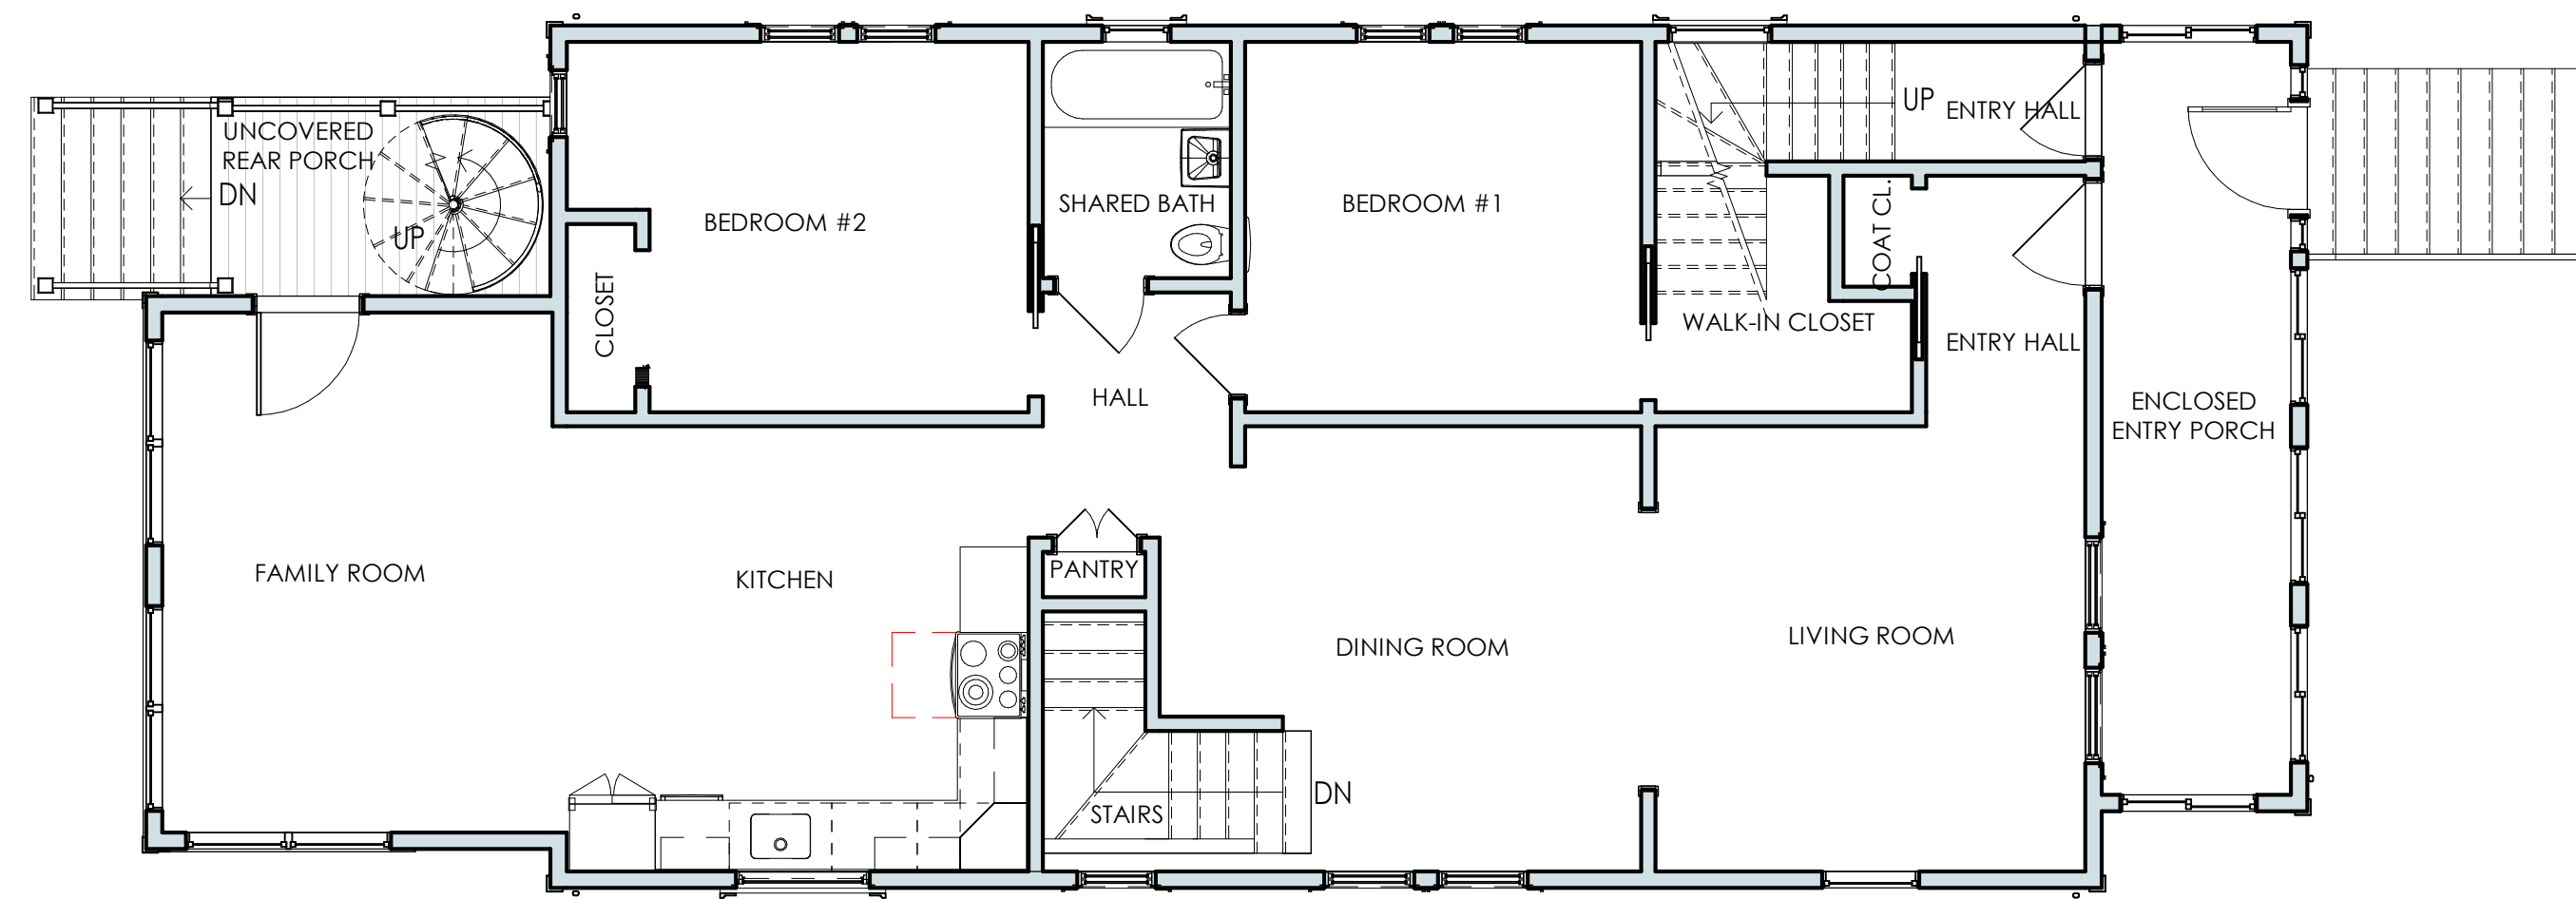 UP
ENTRY HALL
UNCOVERED
REAR PORCH
DN
UP
BEDROOM #2
SHARED BATH
BEDROOM #1
COAT CL.
CLOSET
WALK-IN CLOSET
ENTRY HALL
HALL
ENCLOSED
ENTRY PORCH
FAMILY ROOM
KITCHEN
PANTRY
DINING ROOM
LIVING ROOM
STAIRS
DN